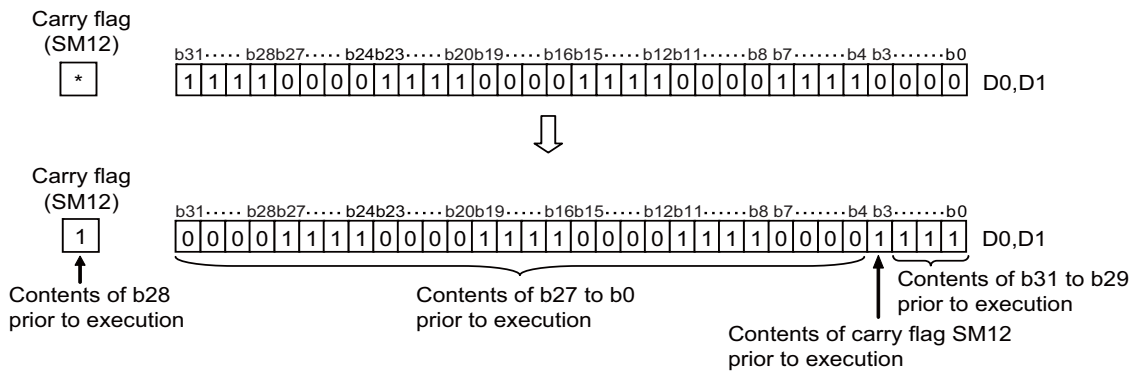 Carry flag
(SM12)
b31····· b28b27····· b24b23····· b20b19·····b16b15····· b12b11······b8 b7······b4 b3·······b0
*
1 1 1 1 0 0 0 0 1 1 1 1 0 0 0 0 1 1 1 1 0 0 0 0 1 1 1 1 0 0 0 0 D0,D1
Carry flag
(SM12)
b31····· b28b27····· b24b23····· b20b19·····b16b15····· b12b11······b8 b7······b4 b3·······b0
1
0 0 0 0 1 1 1 1 0 0 0 0 1 1 1 1 0 0 0 0 1 1 1 1 0 0 0 0 1 1 1 1 D0,D1
Contents of b28
prior to execution
Contents of b27 to b0
prior to execution
Contents of b31 to b29
prior to execution
Contents of carry flag SM12
prior to execution